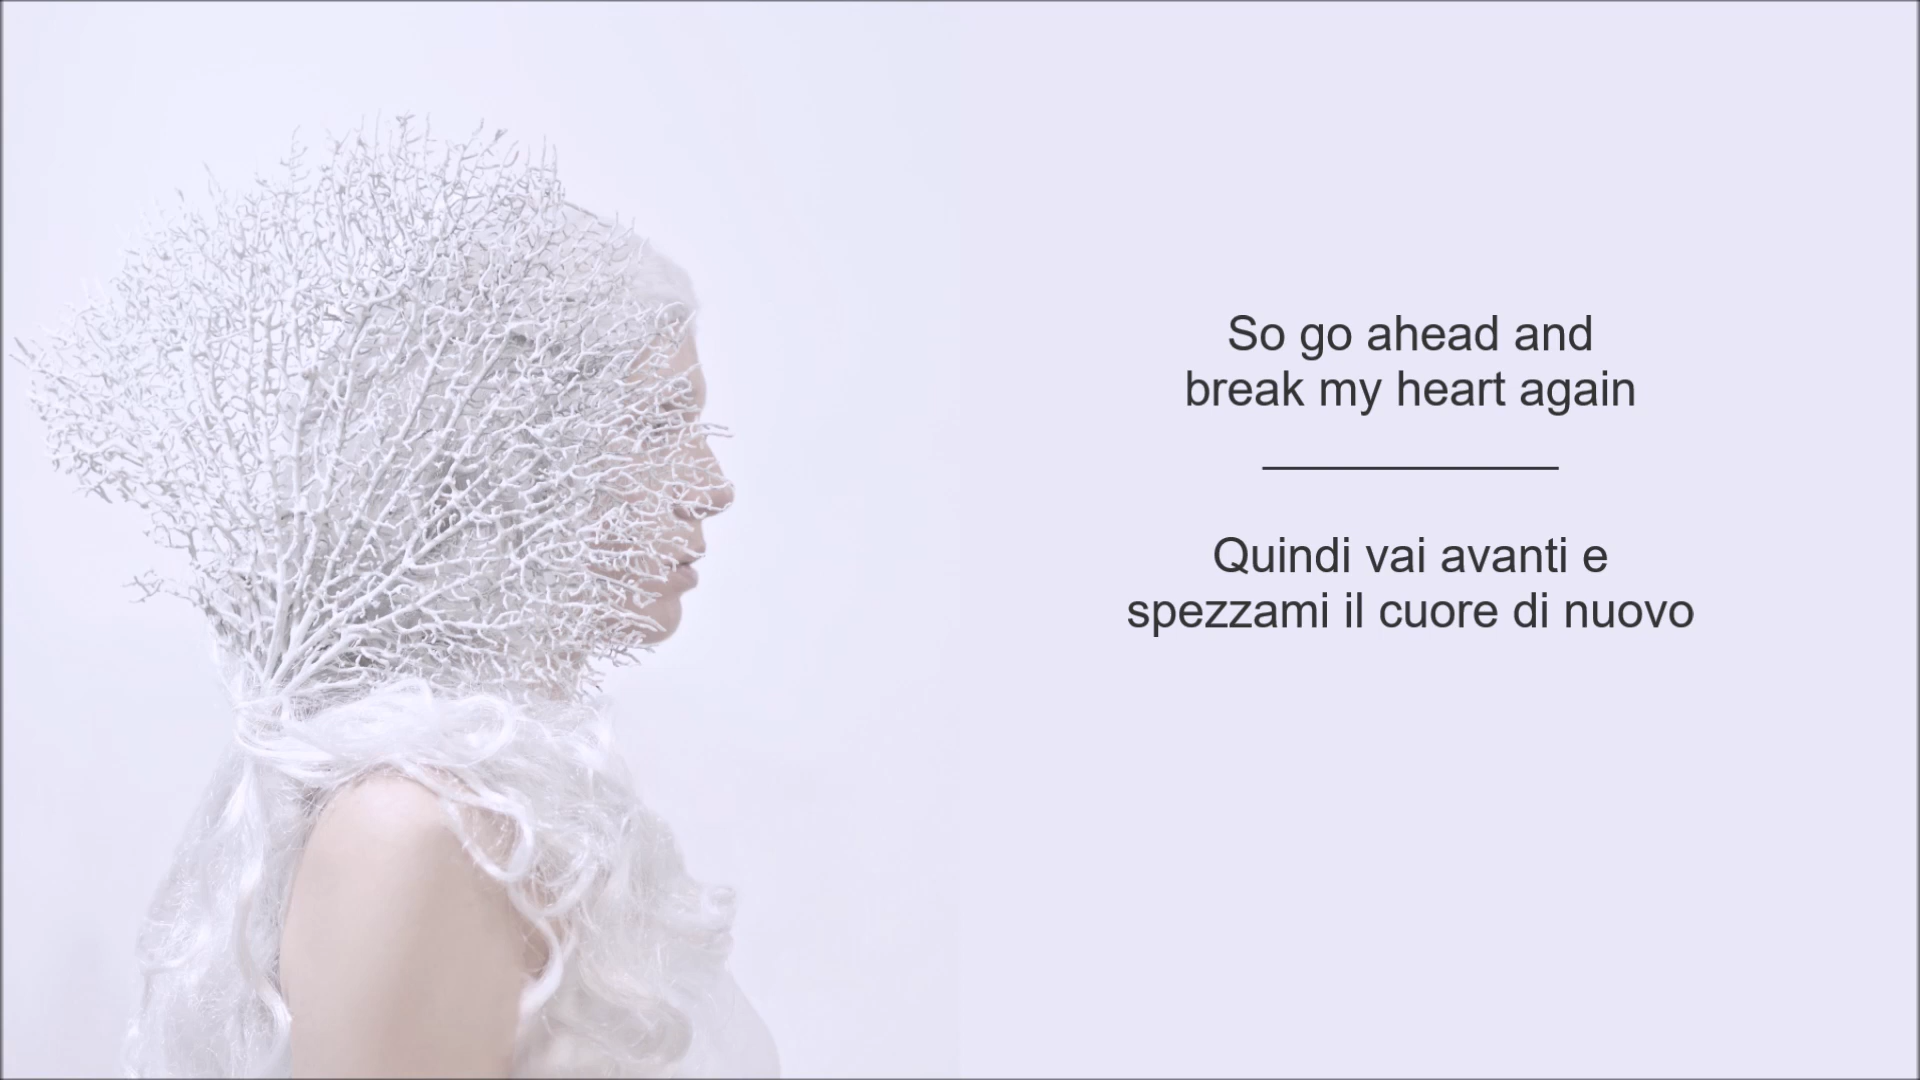 So go ahead and
break my heart again
Quindi vai avanti e
spezzami il cuore di nuovo